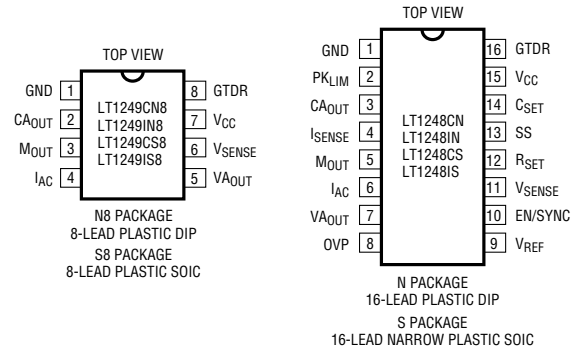 TOP VIEW
GND 1
CAOUT 2
MOUT 3
IAC 4
LT1249CN8
LT1249IN8
LT1249CS8
LT1249IS8
8 GTDR
7 VCC
6 VSENSE
5 VAOUT
N8 PACKAGE
8-LEAD PLASTIC DIP
S8 PACKAGE
8-LEAD PLASTIC SOIC
TOP VIEW
GND 1
PKLIM 2
CAOUT 3
ISENSE 4
MOUT 5
IAC 6
VAOUT 7
OVP 8
LT1248CN
LT1248IN
LT1248CS
LT1248IS
16 GTDR
15 VCC
14 CSET
13 SS
12 RSET
11 VSENSE
10 EN/SYNC
9 VREF
N PACKAGE
16-LEAD PLASTIC DIP
S PACKAGE
16-LEAD NARROW PLASTIC SOIC